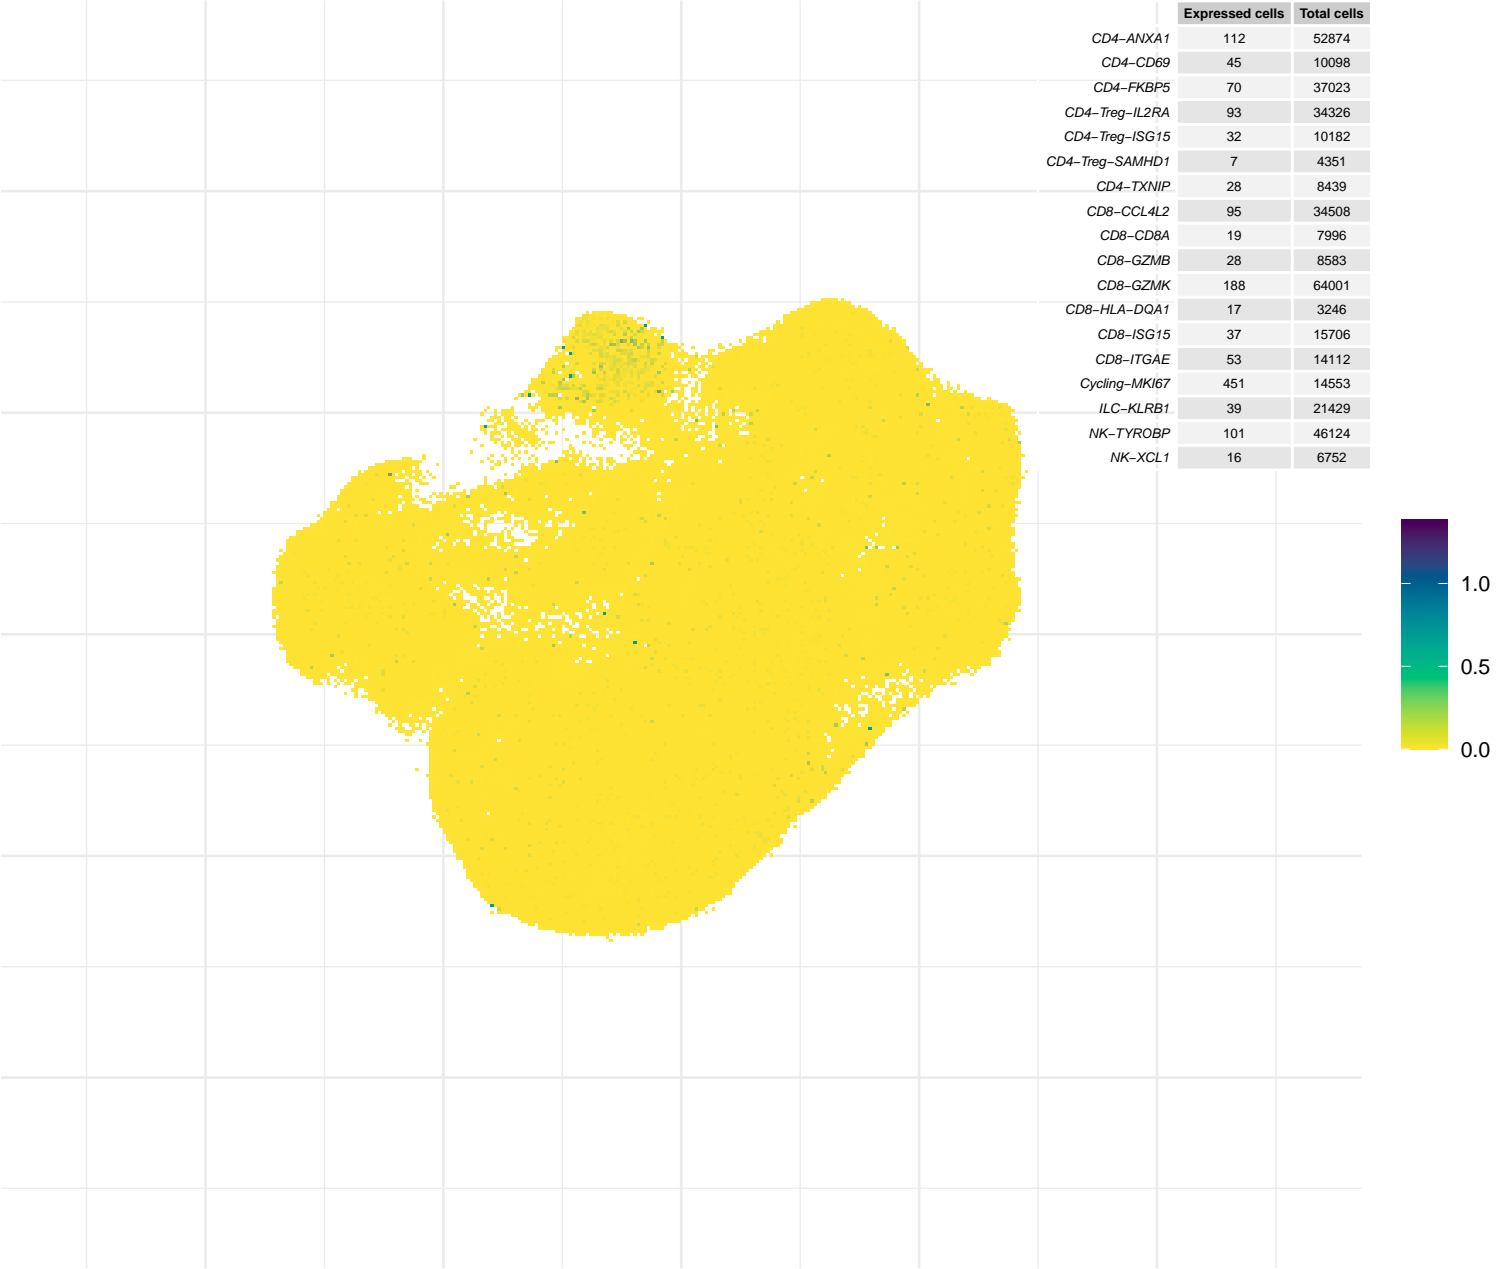 Expressed cells Total cells
CD4−ANXA1 112 52874
CD4−CD69 45 10098
CD4−FKBP5 70 37023
CD4−Treg−IL2RA 93 34326
CD4−Treg−ISG15 32 10182
CD4−Treg−SAMHD1 7 4351
CD4−TXNIP 28 8439
CD8−CCL4L2 95 34508
CD8−CD8A 19 7996
CD8−GZMB 28 8583
CD8−GZMK 188 64001
CD8−HLA−DQA1 17 3246
CD8−ISG15 37 15706
CD8−ITGAE 53 14112
Cycling−MKI67 451 14553
ILC−KLRB1 39 21429
NK−TYROBP 101 46124
NK−XCL1 16 6752
1.0
0.5
0.0